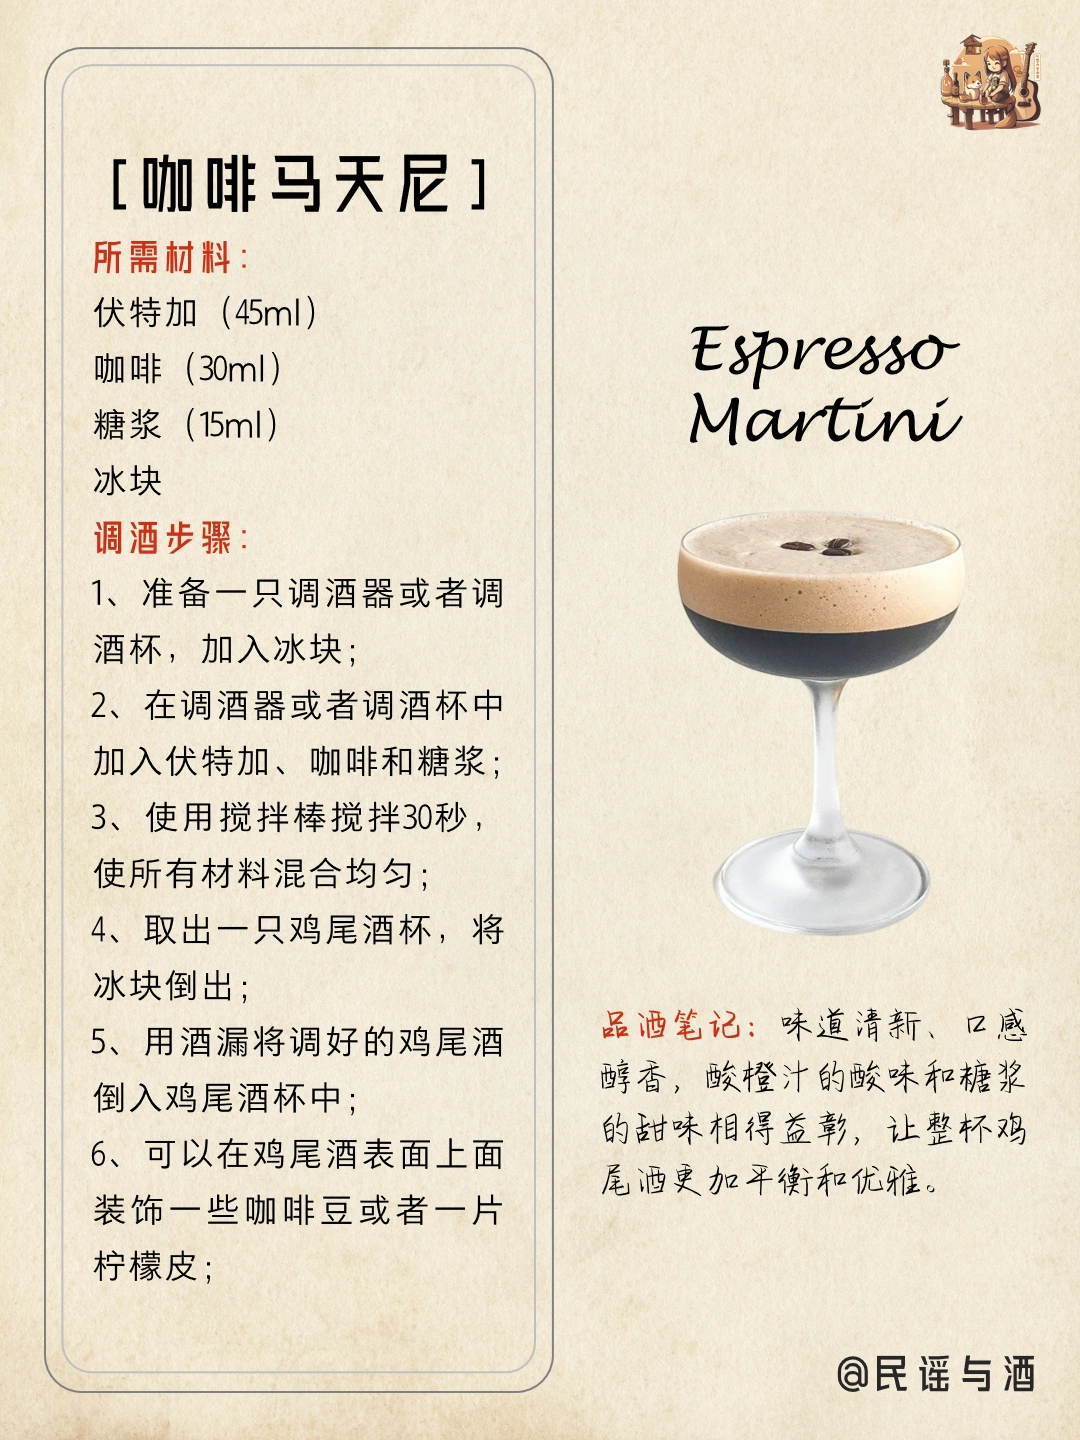 [咖啡马天尼]
所需材料：
伏特加（45ml）
咖啡（30ml）
糖浆（15ml）
冰块
调酒步骤：
1、准备一只调酒器或者调
酒杯，加入冰块；
2、在调酒器或者调酒杯中
加入伏特加、咖啡和糖浆；
3、使用搅拌棒搅拌30秒，
使所有材料混合均匀；
4、取出一只鸡尾酒杯，将
冰块倒出；
5、用酒漏将调好的鸡尾酒
倒入鸡尾酒杯中；
6、可以在鸡尾酒表面上面
装饰一些咖啡豆或者一片
柠檬皮；
Espresso
Martini
品酒笔记：味道清新、口感
醇香，酸橙汁的酸味和糖浆
的甜味相得益彰，让整杯鸡
尾酒更加平衡和优雅。
@民谣与酒